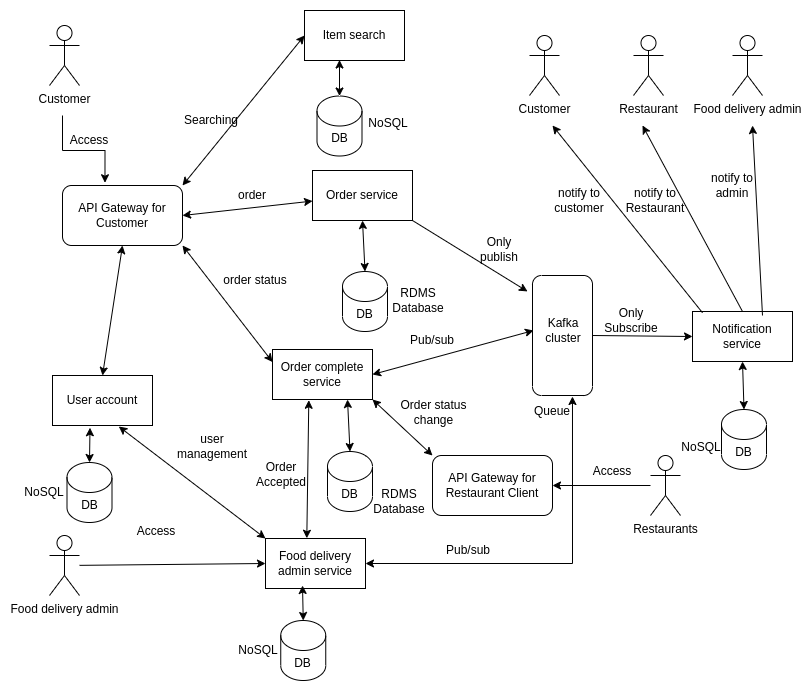 Item search
DB
NoSQL
Customer
Customer
Restaurant
Food delivery admin
Searching
Access
API Gateway for
Customer
order
Order service
notify to
customer
notify to
Restaurant
notify to
admin
order status
Only
publish
RDMS
Database
DB
Kafka
cluster
Only
Subscribe
Notification
service
Pub/sub
Order complete
service
User account
Queue
Order status
change
user
management
NoSQL
DB
NoSQL
DB
Order
Accepted
DB
RDMS
Database
API Gateway for
Restaurant Client
Access
Restaurants
Access
Food delivery admin
Food delivery
admin service
Pub/sub
NoSQL
DB